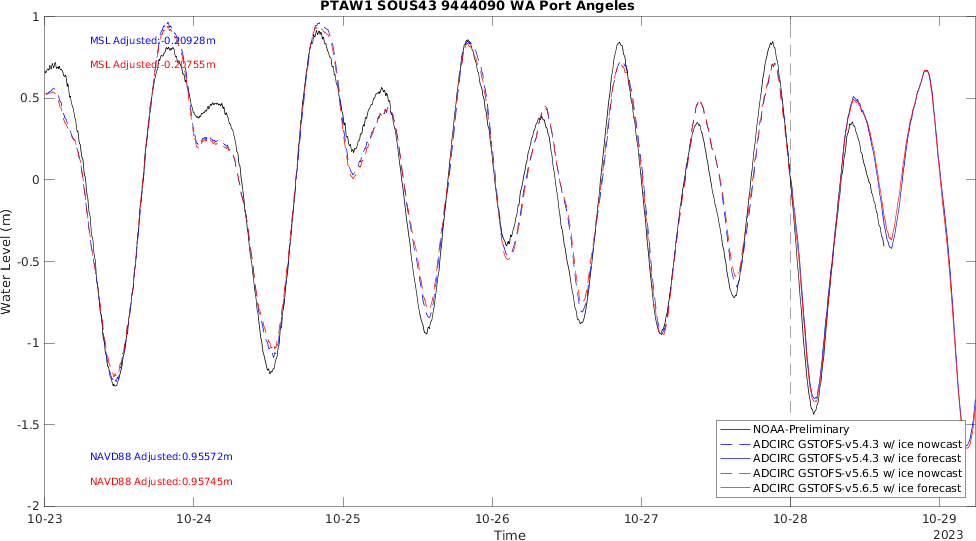 PTAW1 SOUS43 9444090 WA Port Angeles
MSL Adjusted:-0.20928m
MSL Adjusted:-0.20755m
NAVD88 Adjusted:0.95572m
NAVD88 Adjusted:0.95745m
Water Level (m)
1
0.5
0
-0.5
-1
-1.5
-2
NOAA-Preliminary
ADCIRC GSTOFS-v5.4.3 w/ ice nowcast
ADCIRC GSTOFS-v5.4.3 w/ ice forecast
ADCIRC GSTOFS-v5.6.5 w/ ice nowcast
ADCIRC GSTOFS-v5.6.5 w/ ice forecast
10-23 10-24 10-25 10-26 10-27 10-28 10-29
Time
2023